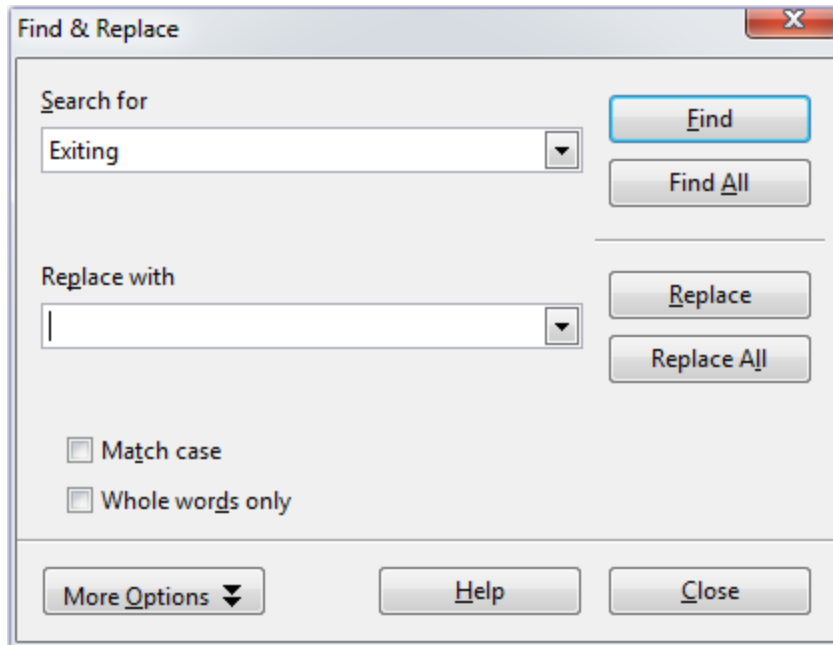 Find & Replace
Search for
Find
Exiting
Find All
Replace with
Replace
Replace All
Match case
Whole words only
More Options
Help
Close